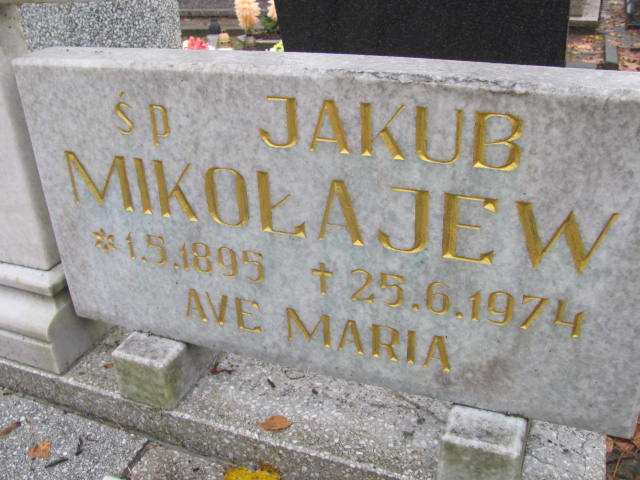 ś p JAKUB
MIKOŁAJEW
* 1.5.1895 † 25.6.1974
AVE MARIA